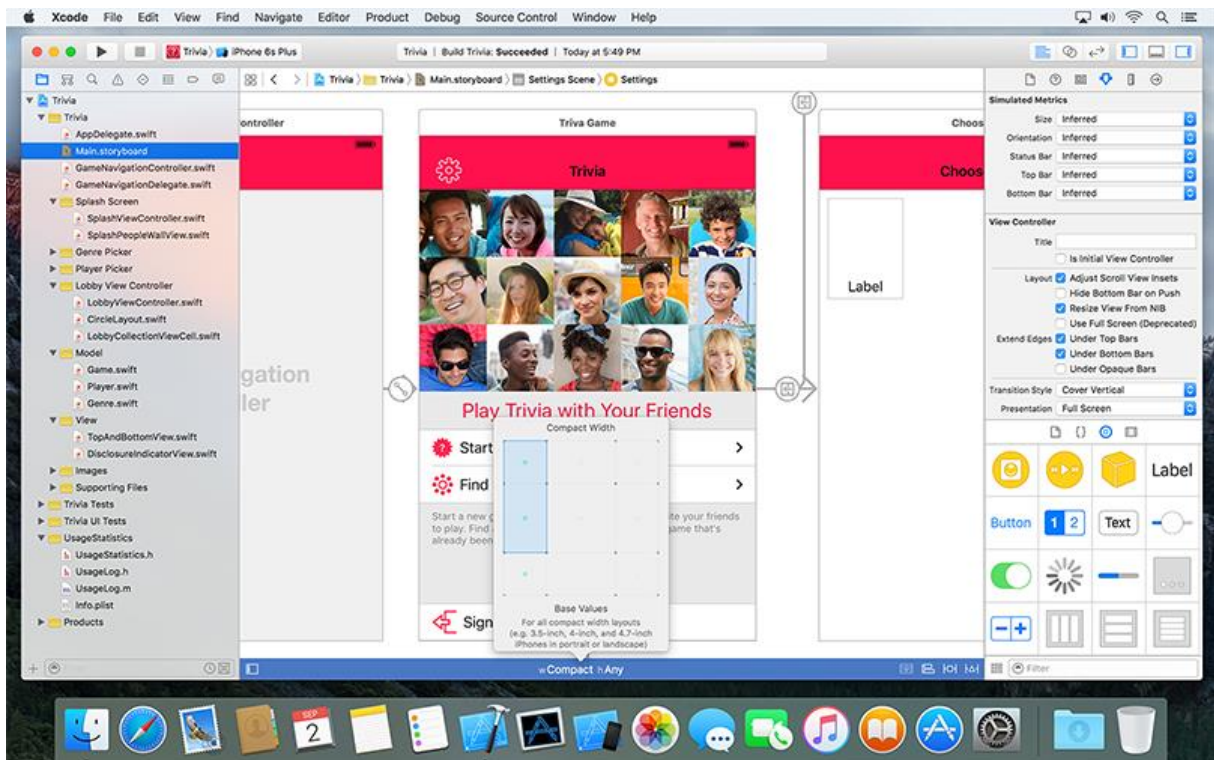 Xcode File Edit View Find Navigate Editor Product Debug Source Control Window Help
Trivia iPhone 6s Plus
Trivia | Build Trivia: Succeeded | Today at 5:49 PM
Trivia Trivia Main.storyboard Settings Scene Settings
Trivia
Trivia
AppDelegate.swift
Main.storyboard
GameNavigationController.swift
GameNavigationDelegate.swift
Splash Screen
SplashViewController.swift
SplashPeopleWallView.swift
Genre Picker
Player Picker
Lobby View Controller
LobbyViewController.swift
CircleLayout.swift
LobbyCollectionViewCell.swift
Model
Game.swift
Player.swift
Genre.swift
View
TopAndBottomView.swift
DisclosureIndicatorView.swift
Images
Supporting Files
Trivia Tests
Trivia UI Tests
UsageStatistics
UsageStatistics.h
UsageLog.h
UsageLog.m
Info.plist
Products
ontroller
gation
ler
Triva Game
Trivia
Play Trivia with Your Friends
Start
Find
Start a new g
te your friends
to play. Find
ame that's
already been
Sign
Compact Width
Base Values
For all compact width layouts
(e.g. 3.5-inch, 4-inch, and 4.7-inch
iPhones in portrait or landscape)
wCompact hAny
Choos
Choos
Label
Simulated Metrics
Size Inferred
Orientation Inferred
Status Bar Inferred
Top Bar Inferred
Bottom Bar Inferred
View Controller
Title
Is Initial View Controller
Layout Adjust Scroll View Insets
Hide Bottom Bar on Push
Resize View From NIB
Use Full Screen (Deprecated)
Extend Edges Under Top Bars
Under Bottom Bars
Under Opaque Bars
Transition Style Cover Vertical
Presentation Full Screen
Label
Button 1 2 Text
Filter
SEP
2